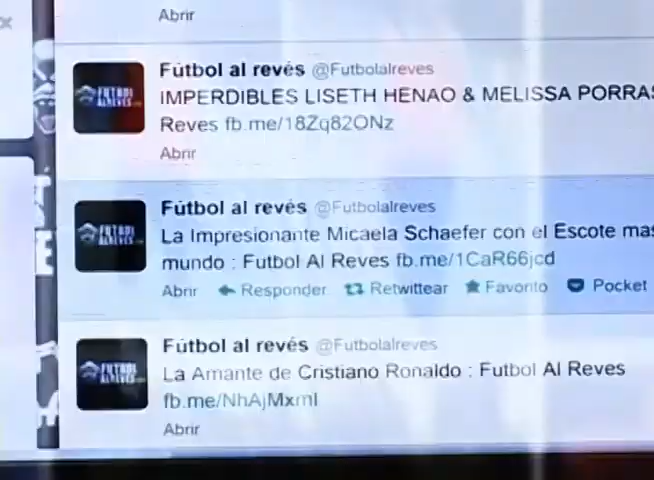 Abrir
Fútbol al revés @Futbolalreves
IMPERDIBLES LISETH HENAO & MELISSA PORRAS
Reves fb.me/18Zq82ONz
Abrir
Fútbol al revés @Futbolalreves
La Impresionante Micaela Schaefer con el Escote mas
mundo : Futbol Al Reves fb.me/1CaR66jcd
Abrir Responder Retwittear Favorito Pocket
Fútbol al revés @Futbolalreves
La Amante de Cristiano Ronaldo : Futbol Al Reves
fb.me/NhAjMxml
Abrir